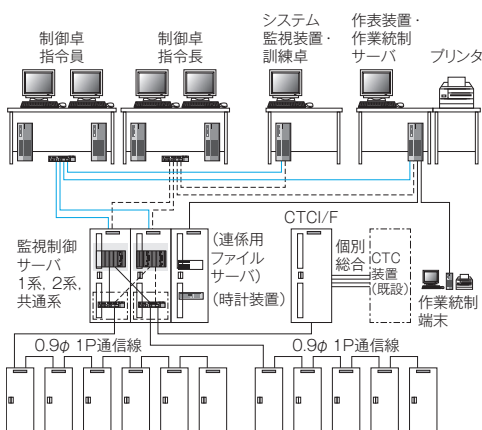 制御卓
指令員
制御卓
指令長
システム
監視装置・
訓練卓
作表装置・
作業統制
サーバ
プリンタ
監視制御
サーバ
1系，2系，
共通系
(連係用
ファイル
サーバ)
(時計装置)
CTCI/F
個別
総合
CTC
装置
(既設)
作業統制
端末
0.9φ 1P通信線
0.9φ 1P通信線